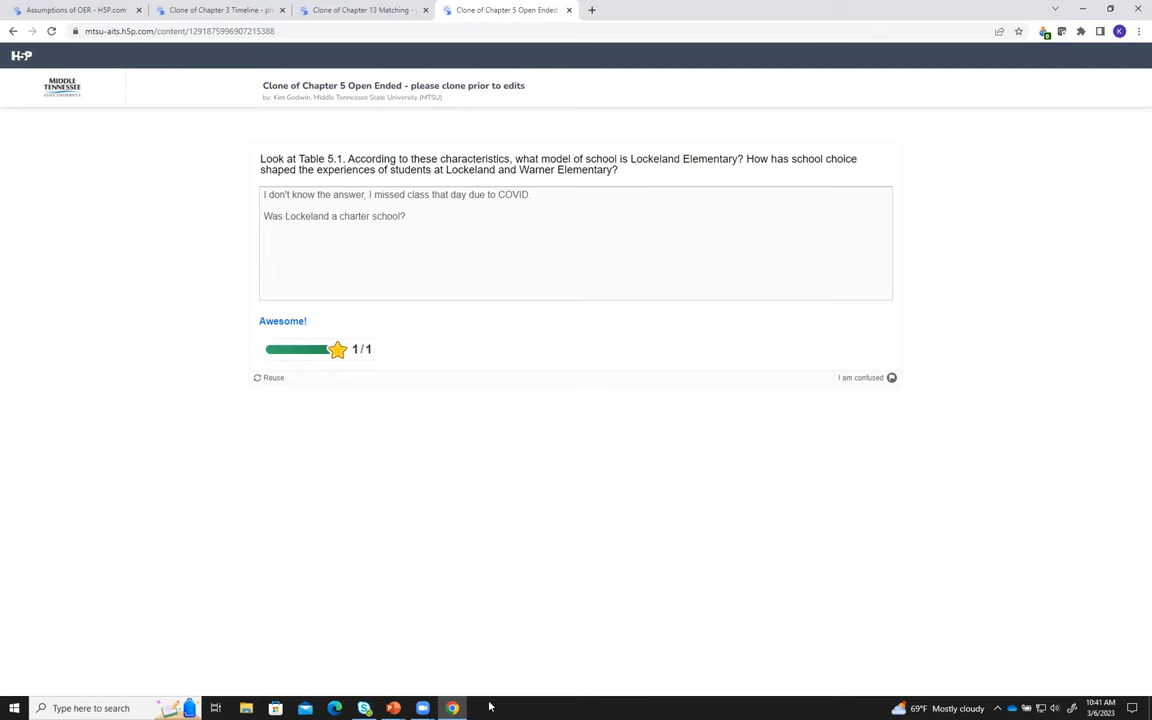 Assumptions of OER - H5P.com
Clone of Chapter 3 Timeline - ple
Clone of Chapter 13 Matching -
Clone of Chapter 5 Open Ended
mtsu-aits.h5p.com/content/1291875996907215388
K
H5P
MIDDLE
TENNESSEE
STATE UNIVERSITY
Clone of Chapter 5 Open Ended - please clone prior to edits
by: Kim Godwin, Middle Tennessee State University (MTSU)
Look at Table 5.1. According to these characteristics, what model of school is Lockeland Elementary? How has school choice
shaped the experiences of students at Lockeland and Warner Elementary?
I don't know the answer, I missed class that day due to COVID.
Was Lockeland a charter school?
Awesome!
1/1
Reuse
I am confused
Type here to search
69°F Mostly cloudy
10:41 AM
3/6/2023